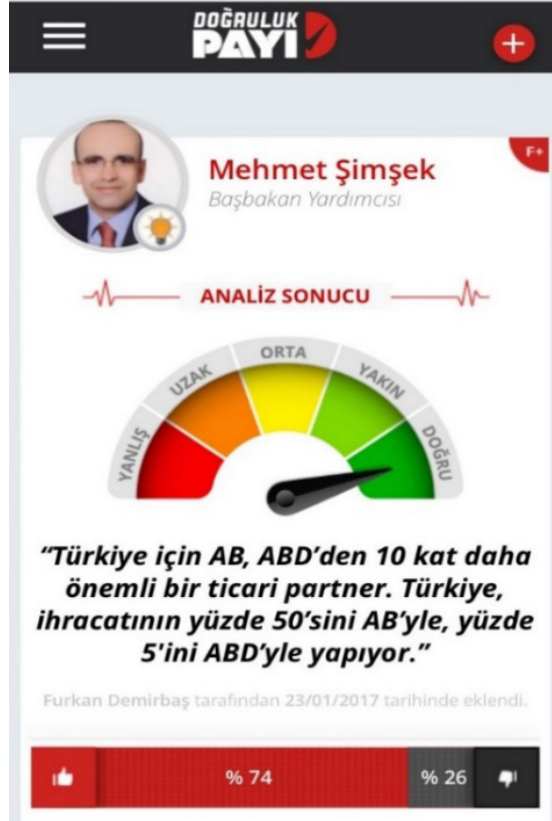 DOĞRULUK
PAYI
F+
Mehmet Şimşek
Başbakan Yardımcısı
ANALİZ SONUCU
YANLIŞ
UZAK
ORTA
YAKIN
DOĞRU
“Türkiye için AB, ABD’den 10 kat daha
önemli bir ticari partner. Türkiye,
ihracatının yüzde 50’sini AB’yle, yüzde
5'ini ABD’yle yapıyor.”
Furkan Demirbaş tarafından 23/01/2017 tarihinde eklendi.
% 74
% 26